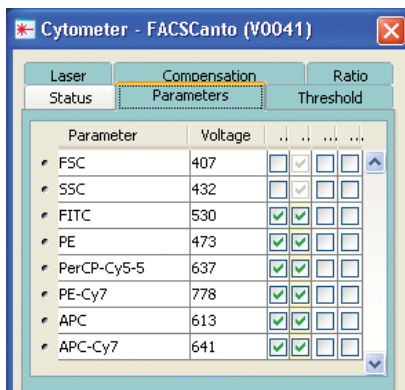 Cytometer - FACSCanto (V0041)
Laser Compensation Ratio
Status Parameters Threshold
Parameter Voltage .. .. ... ...
FSC 407
SSC 432
FITC 530
PE 473
PerCP-Cy5-5 637
PE-Cy7 778
APC 613
APC-Cy7 641